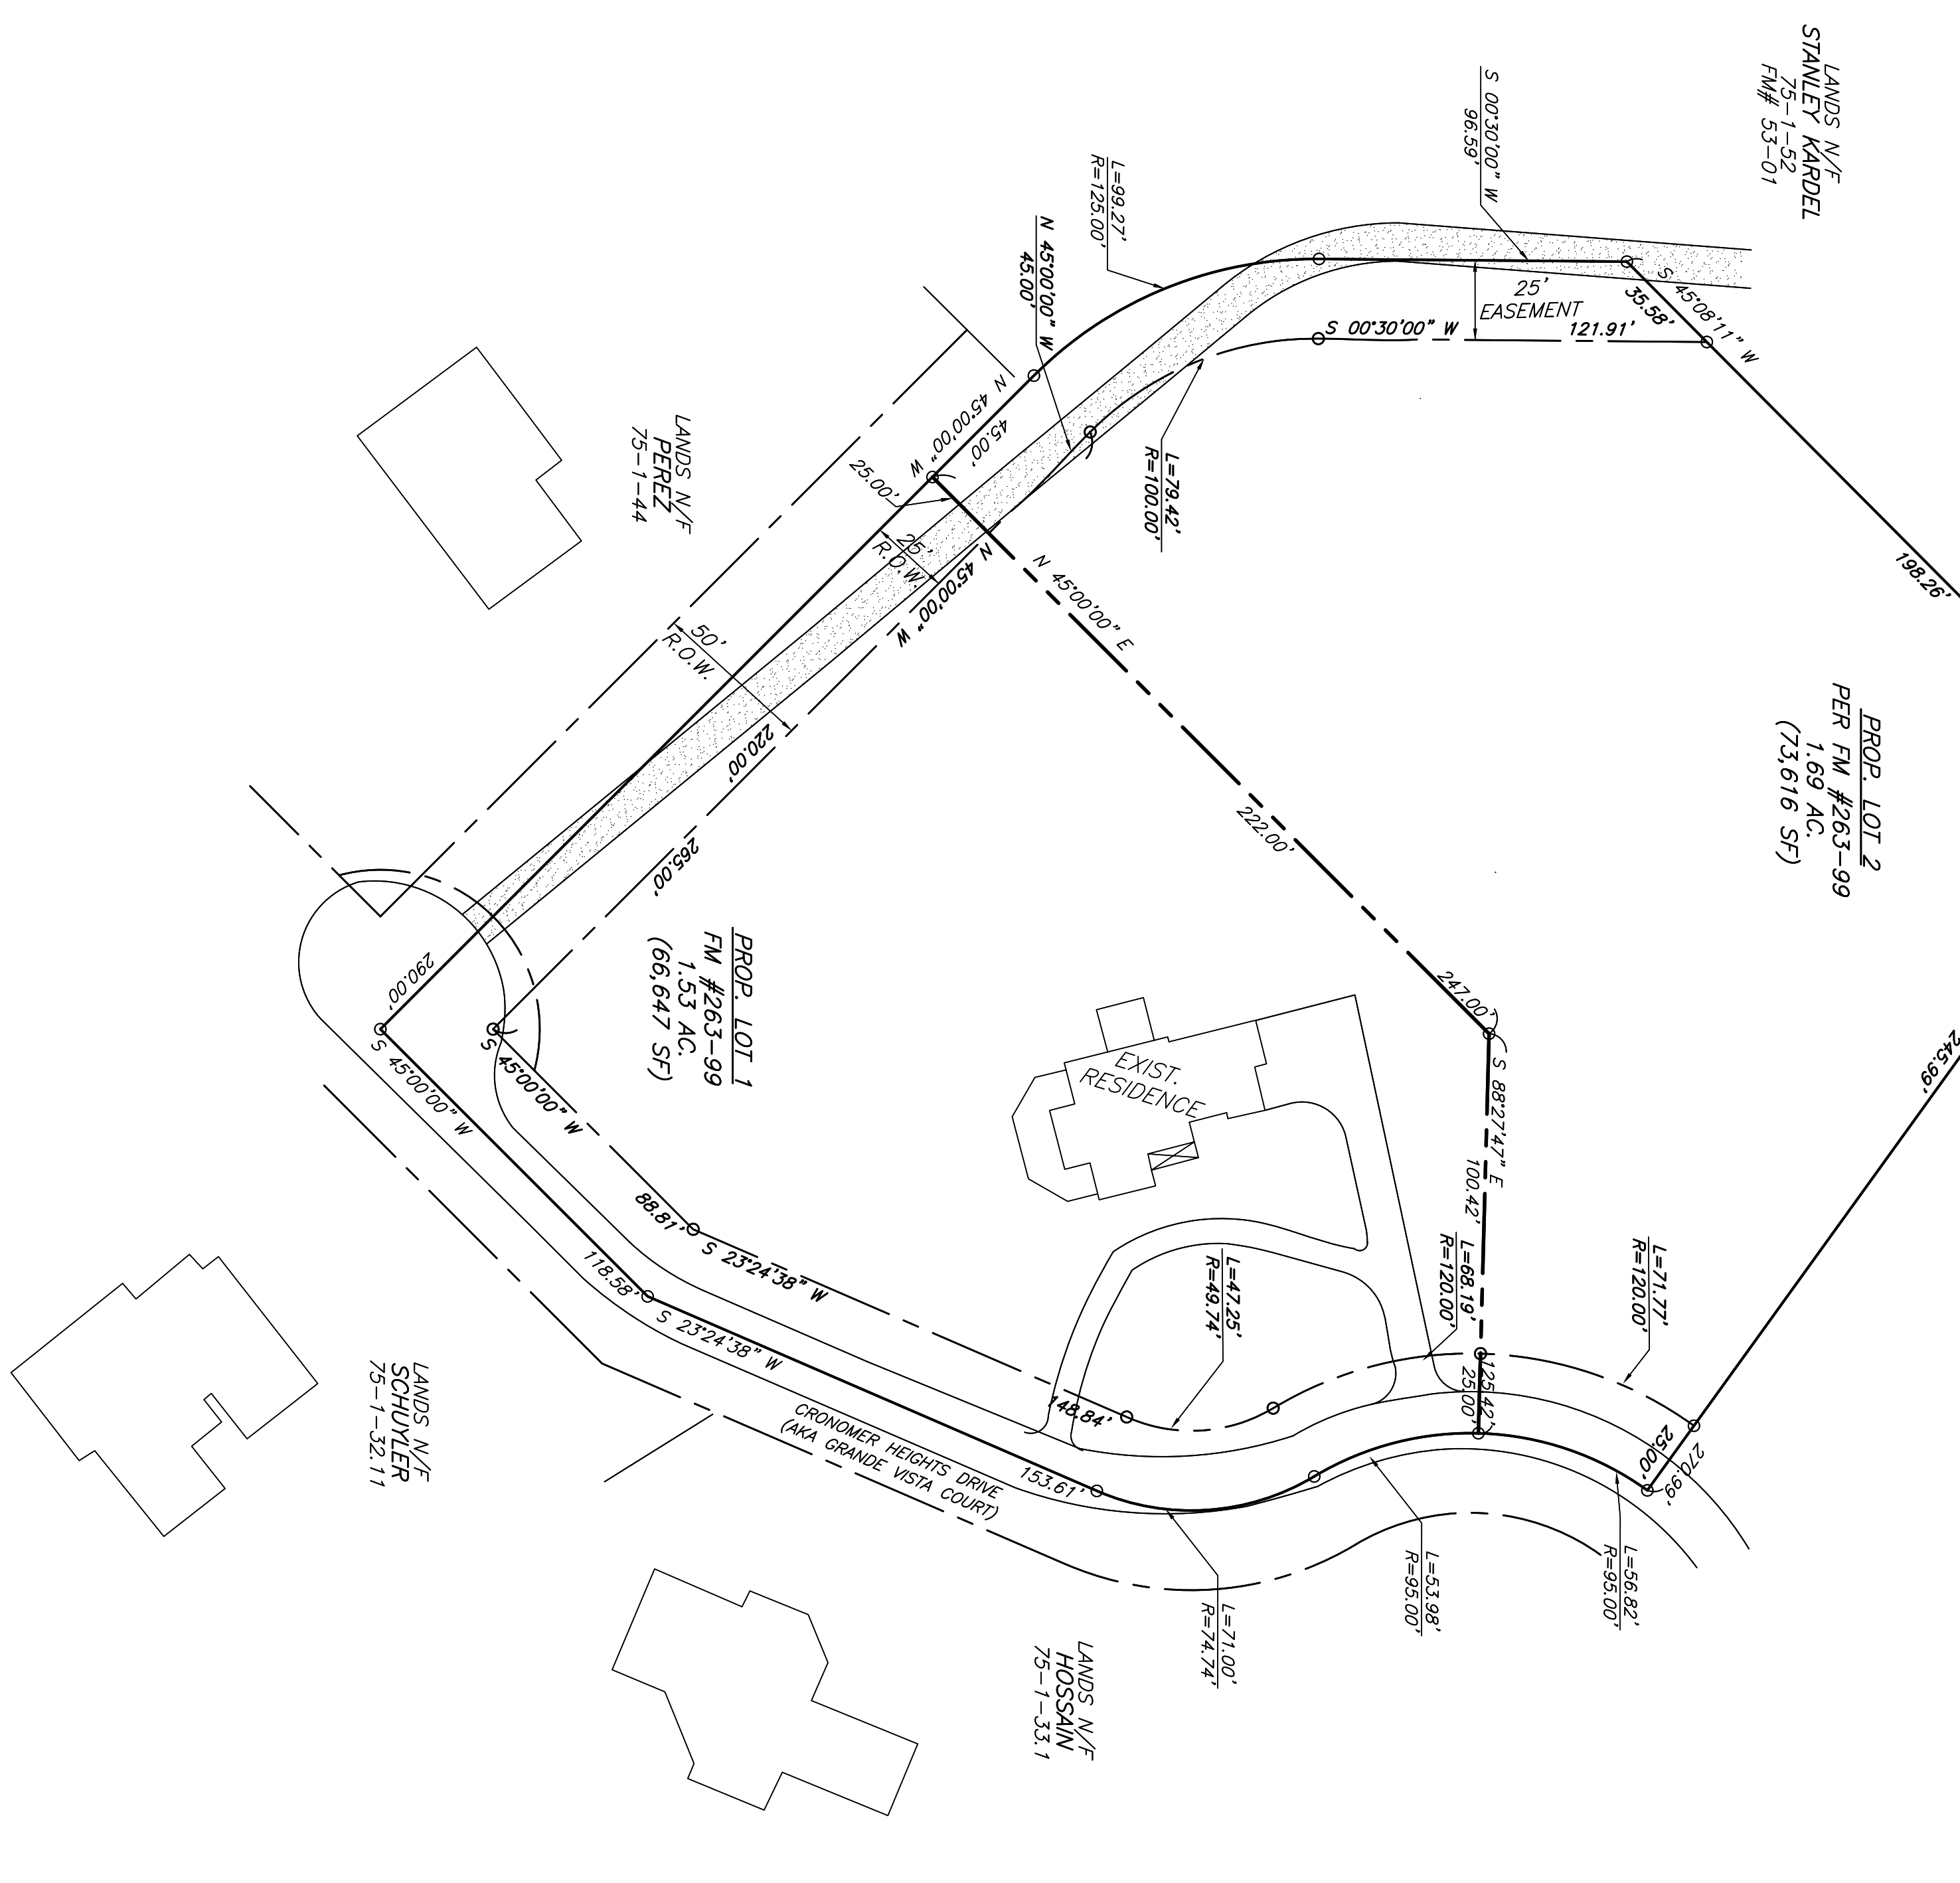 LANDS N/F
STANLEY KARDEL
75-1-52
FM# 53-01
S 00°30'00" W
96.59'
L=99.27'
R=125.00'
N 45°00'00" W
45.00'
S 45°08'11" W
35.58'
25'
EASEMENT
S 00°30'00" W
121.91'
198.26'
L=79.42'
R=100.00'
N 45°00'00" W
45.00'
25.00'
LANDS N/F
PEREZ
75-1-44
25'
R.O.W.
N 45°00'00" W
N 45°00'00" E
50'
R.O.W.
220.00'
222.00'
265.00'
PROP. LOT 2
PER FM #263-99
1.69 AC.
(73,616 SF)
PROP. LOT 1
FM #263-99
1.53 AC.
(66,647 SF)
290.00'
247.00'
S 45°00'00" W
S 45°00'00" W
EXIST.
RESIDENCE
S 88°27'47" E
100.42'
245.99'
88.81'
S 23°24'38" W
118.58'
S 23°24'38" W
L=47.25'
R=49.74'
L=68.19'
R=120.00'
L=71.77'
R=120.00'
125.42'
25.00'
148.84'
153.61'
25.00'
270.99'
CRONOMER HEIGHTS DRIVE
(AKA GRANDE VISTA COURT)
LANDS N/F
SCHUYLER
75-1-32.11
L=71.00'
R=74.74'
L=53.98'
R=95.00'
L=56.82'
R=95.00'
LANDS N/F
HOSSAIN
75-1-33.1